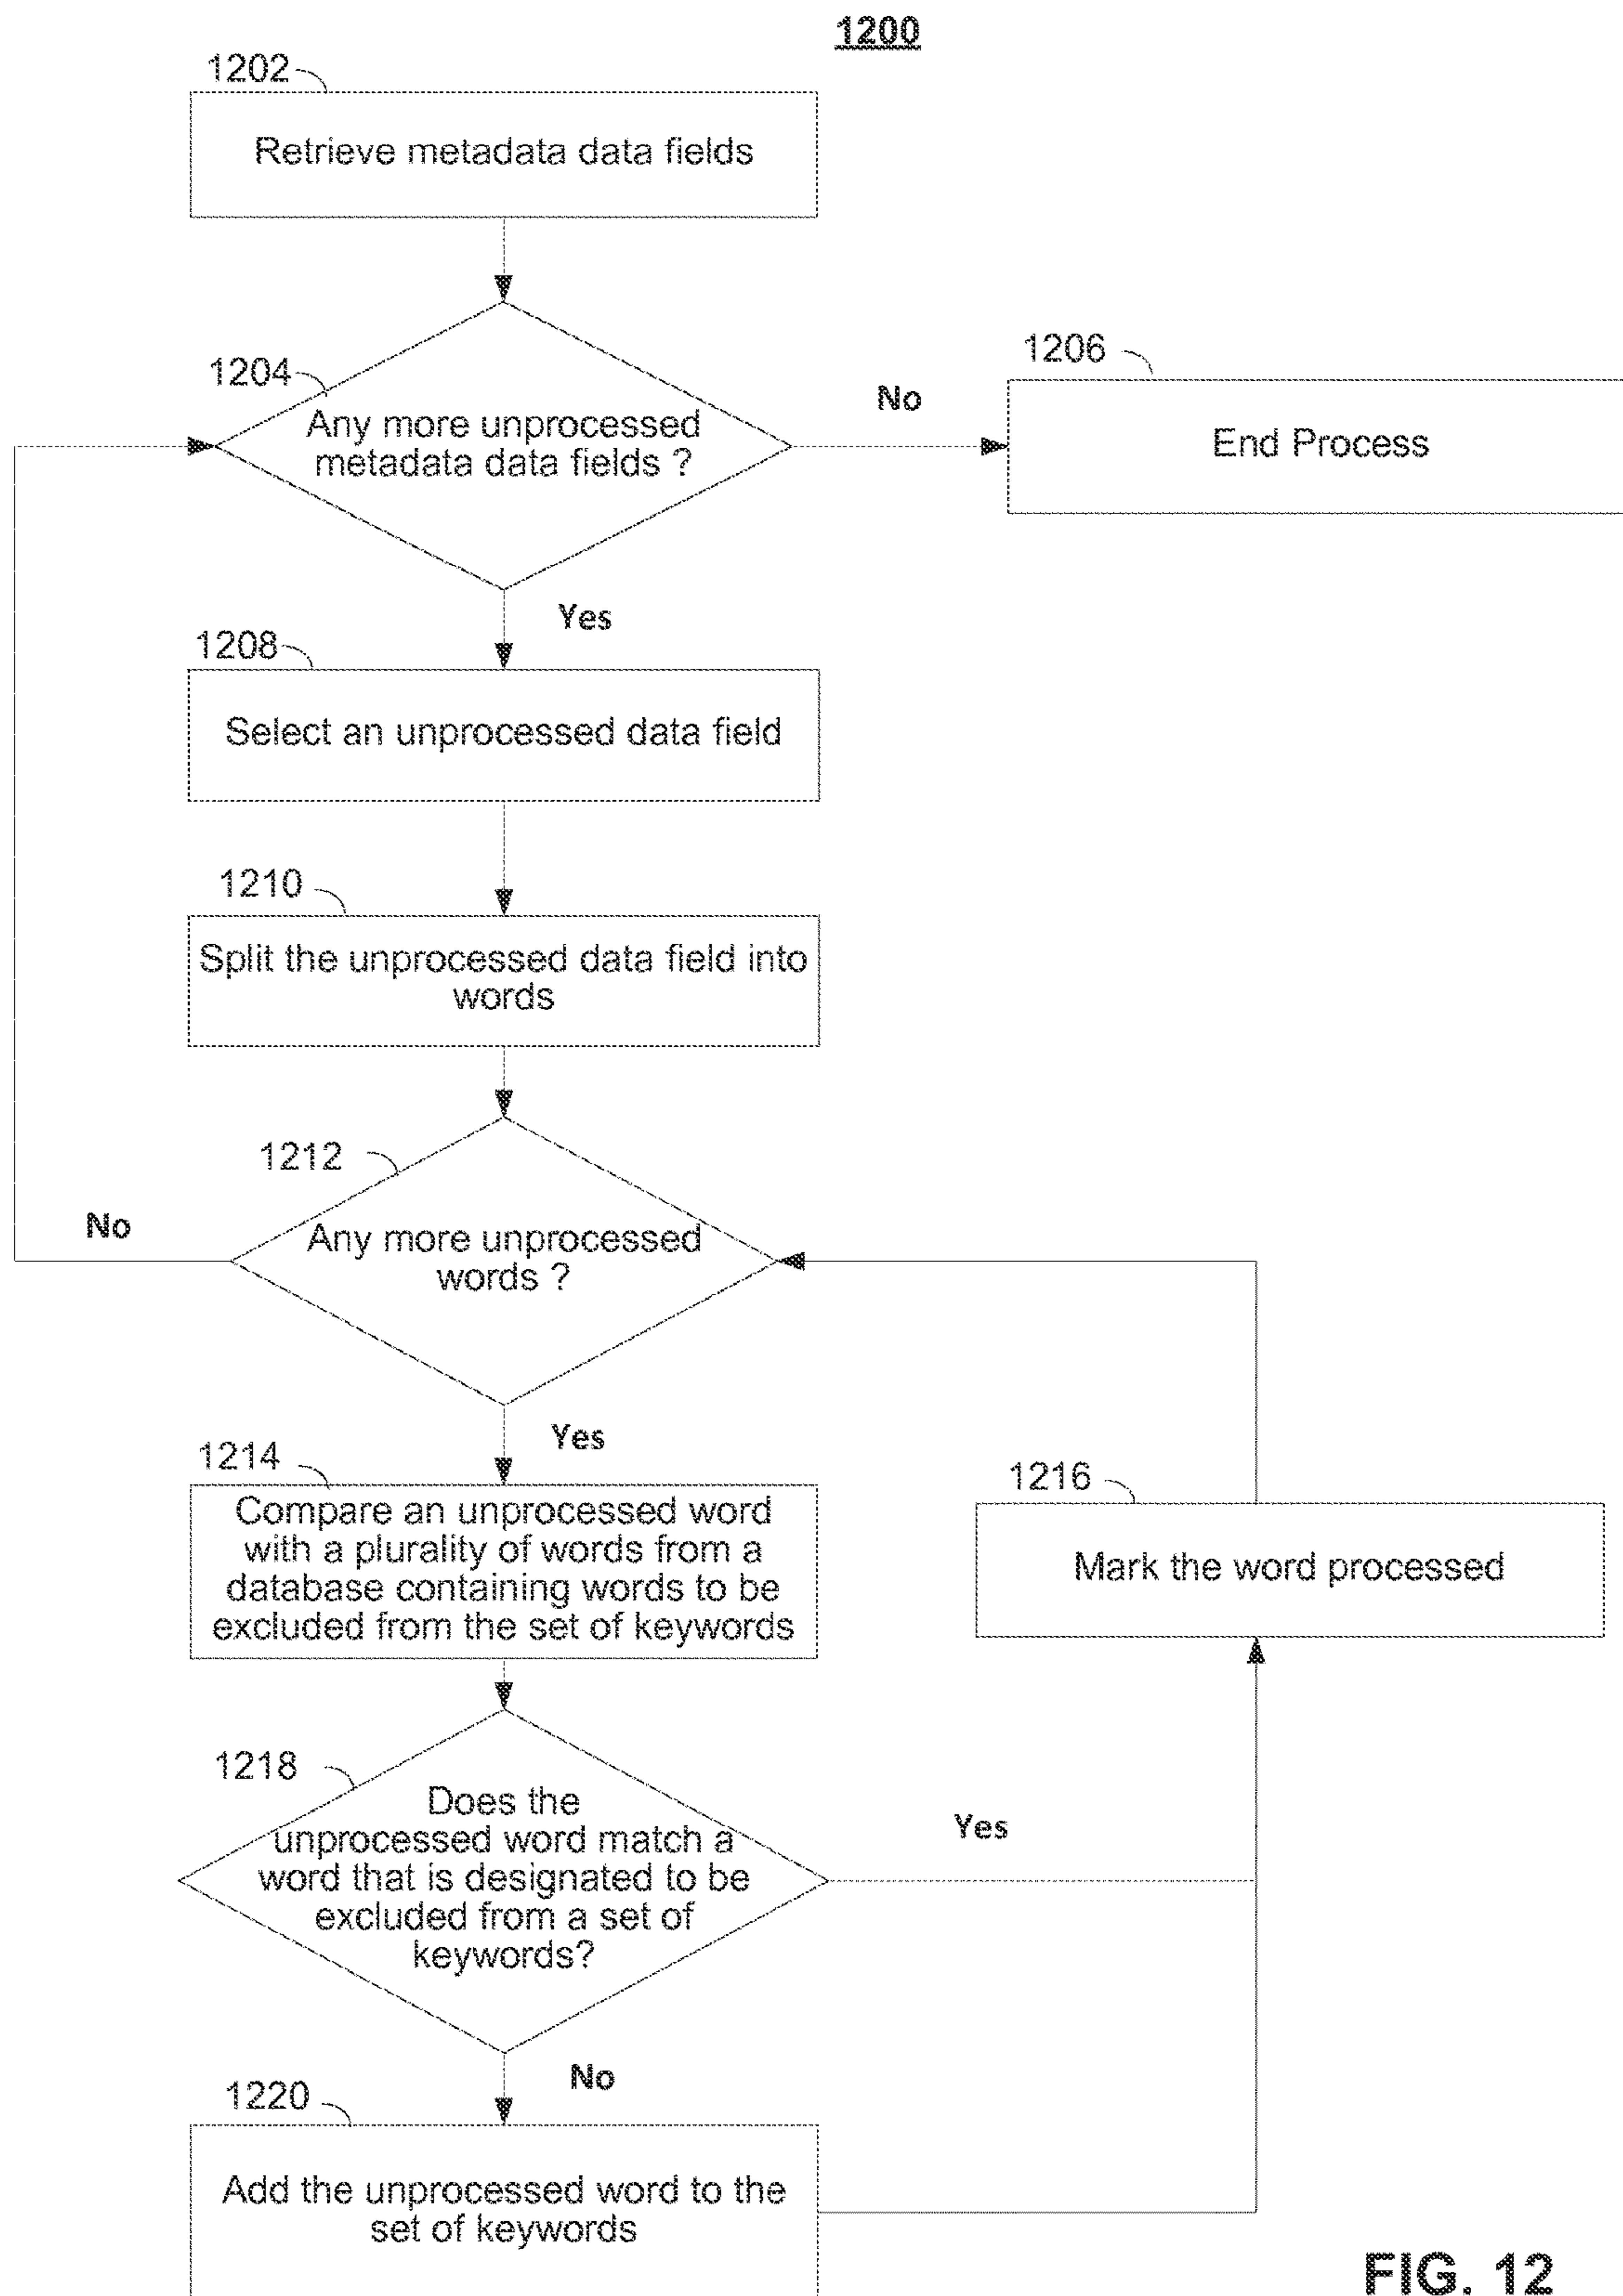 1200
1202
Retrieve metadata data fields
1204
Any more unprocessed
metadata data fields ?
No
1206
End Process
Yes
1208
Select an unprocessed data field
1210
Split the unprocessed data field into
words
1212
Any more unprocessed
words ?
No
Yes
1214
Compare an unprocessed word
with a plurality of words from a
database containing words to be
excluded from the set of keywords
1216
Mark the word processed
1218
Does the
unprocessed word match a
word that is designated to be
excluded from a set of
keywords?
Yes
No
1220
Add the unprocessed word to the
set of keywords
FIG. 12